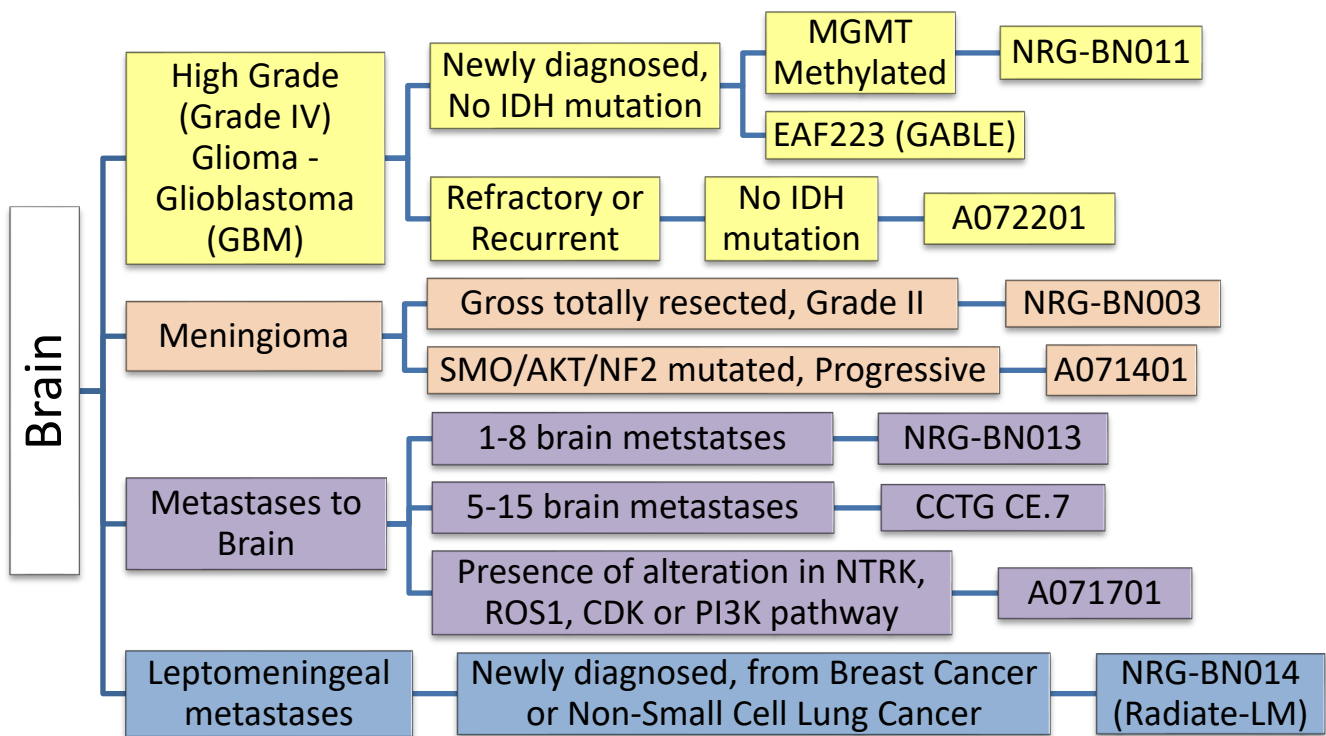 Brain
High Grade
(Grade IV)
Glioma -
Glioblastoma
(GBM)
Newly diagnosed,
No IDH mutation
MGMT
Methylated
NRG-BN011
EAF223 (GABLE)
Refractory or
Recurrent
No IDH
mutation
A072201
Meningioma
Gross totally resected, Grade II
NRG-BN003
SMO/AKT/NF2 mutated, Progressive
A071401
Metastases to
Brain
1-8 brain metstatses
NRG-BN013
5-15 brain metastases
CCTG CE.7
Presence of alteration in NTRK,
ROS1, CDK or PI3K pathway
A071701
Leptomeningeal
metastases
Newly diagnosed, from Breast Cancer
or Non-Small Cell Lung Cancer
NRG-BN014
(Radiate-LM)